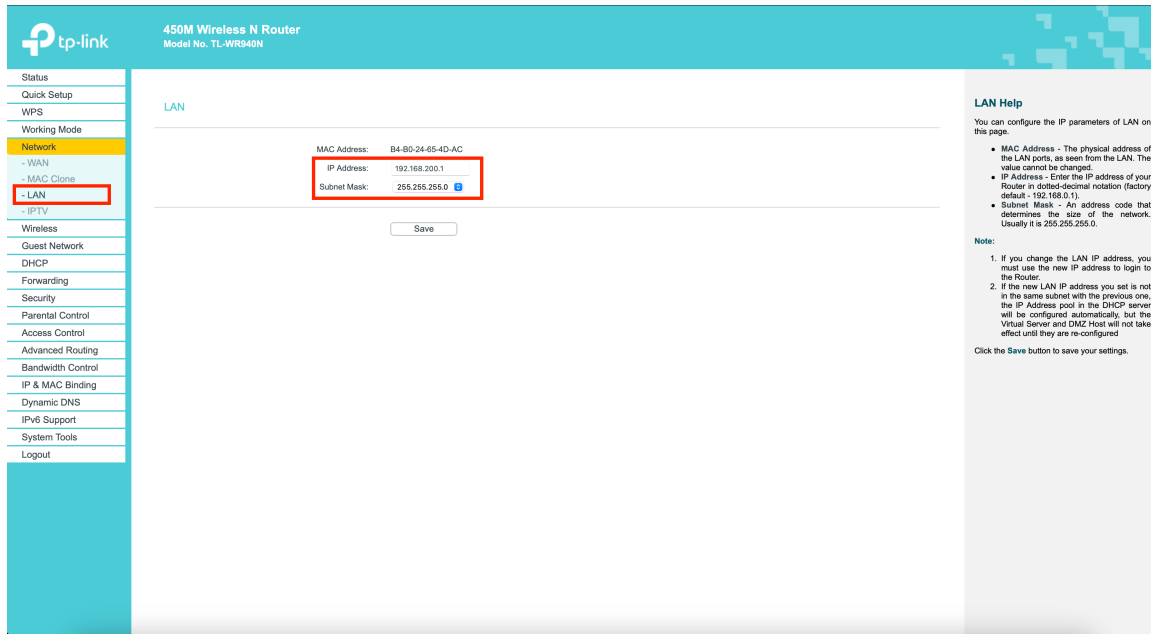 tp-link
450M Wireless N Router
Model No. TL-WR940N
Status
Quick Setup
WPS
Working Mode
Network
- WAN
- MAC Clone
- LAN
- IPTV
Wireless
Guest Network
DHCP
Forwarding
Security
Parental Control
Access Control
Advanced Routing
Bandwidth Control
IP & MAC Binding
Dynamic DNS
IPv6 Support
System Tools
Logout
LAN
MAC Address: B4-B0-24-65-4D-AC
IP Address: 192.168.200.1
Subnet Mask: 255.255.255.0
Save
LAN Help
You can configure the IP parameters of LAN on
this page.
• MAC Address - The physical address of
the LAN ports, as seen from the LAN. The
value cannot be changed.
• IP Address - Enter the IP address of your
Router in dotted-decimal notation (factory
default - 192.168.0.1).
• Subnet Mask - An address code that
determines the size of the network.
Usually it is 255.255.255.0.
Note:
1. If you change the LAN IP address, you
must use the new IP address to login to
the Router.
2. If the new LAN IP address you set is not
in the same subnet with the previous one,
the IP Address pool in the DHCP server
will be configured automatically, but the
Virtual Server and DMZ Host will not take
effect until they are re-configured
Click the Save button to save your settings.